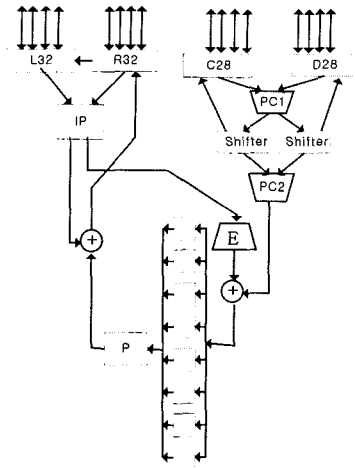 L32 R32 C28 D28
PC1
IP
Shifter Shifter
PC2
E
+
+
P